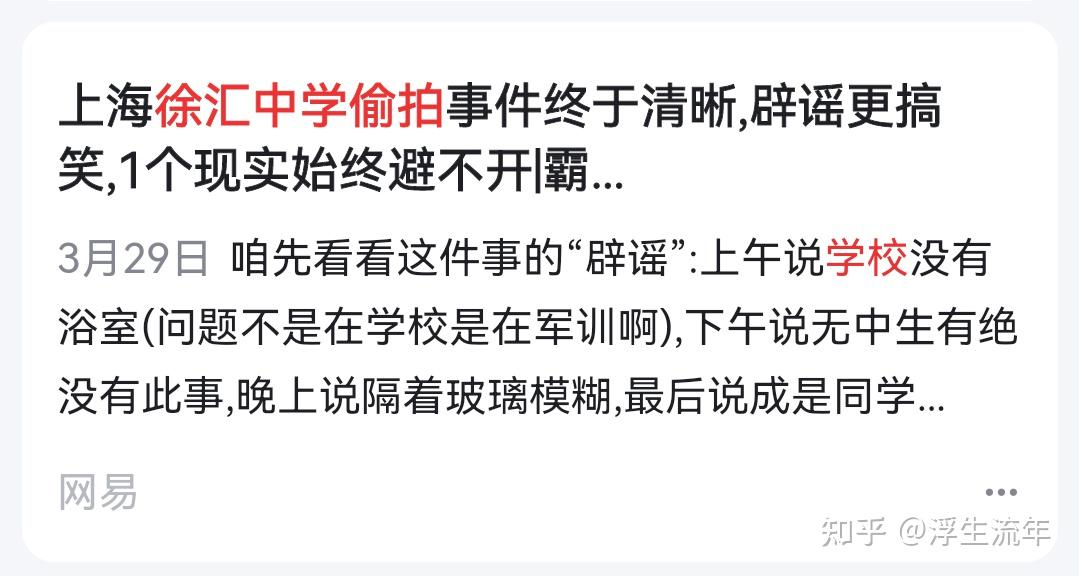 上海徐汇中学偷拍事件终于清晰,辟谣更搞
笑,1个现实始终避不开|霸...
3月29日 咱先看看这件事的“辟谣”:上午说学校没有
浴室(问题不是在学校是在军训啊),下午说无中生有绝
没有此事,晚上说隔着玻璃模糊,最后说成是同学...
网易
知乎 @浮生流年